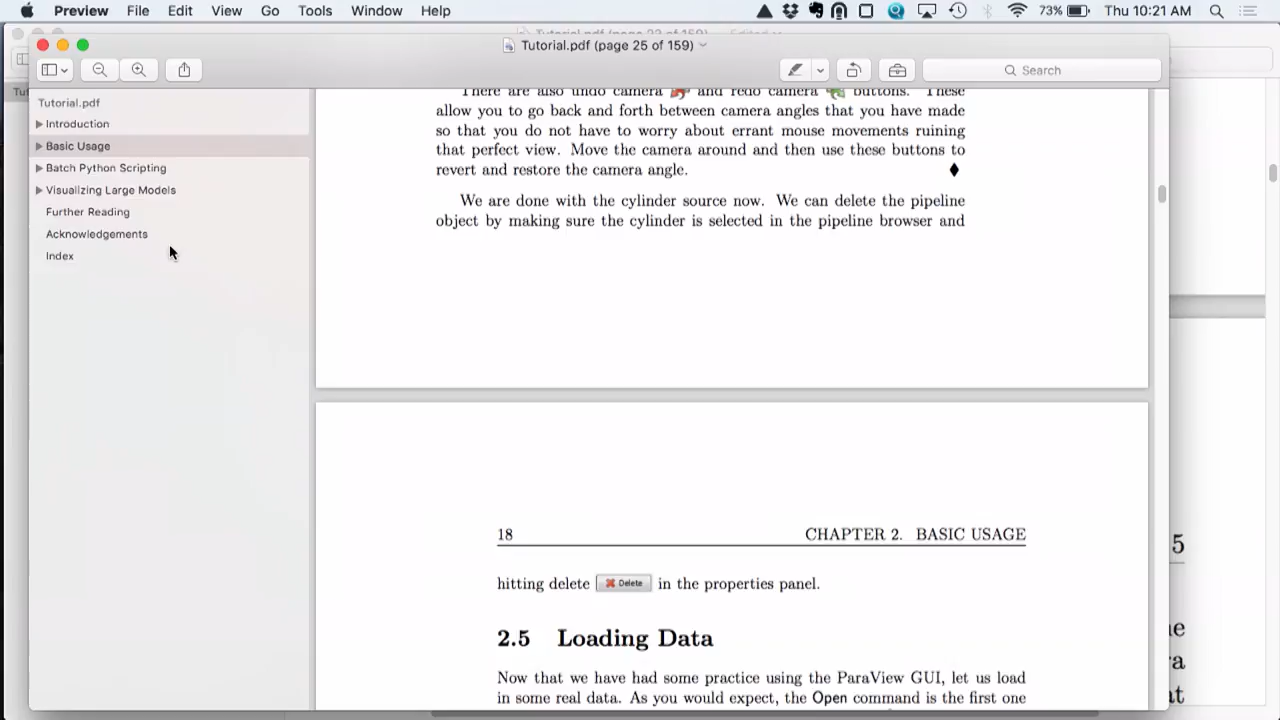 Preview File Edit View Go Tools Window Help 73% Thu 10:21 AM
Tutorial.pdf (page 25 of 159)
Search
Tutorial.pdf
Introduction
Basic Usage
Batch Python Scripting
Visualizing Large Models
Further Reading
Acknowledgements
Index
There are also undo camera and redo camera buttons. These
allow you to go back and forth between camera angles that you have made
so that you do not have to worry about errant mouse movements ruining
that perfect view. Move the camera around and then use these buttons to
revert and restore the camera angle.
We are done with the cylinder source now. We can delete the pipeline
object by making sure the cylinder is selected in the pipeline browser and
18 CHAPTER 2. BASIC USAGE
hitting delete Delete in the properties panel.
2.5 Loading Data
Now that we have had some practice using the ParaView GUI, let us load
in some real data. As you would expect, the Open command is the first one
5